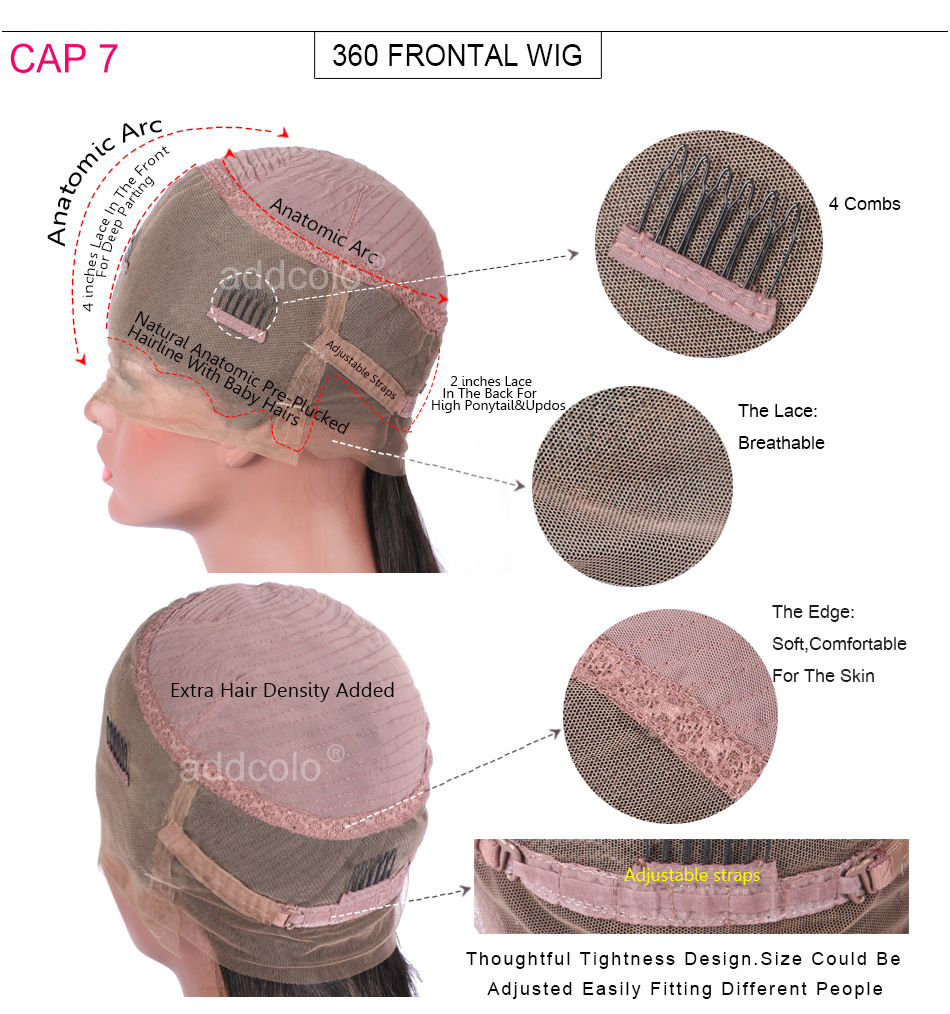 CAP 7
360 FRONTAL WIG
Anatomic Arc
4 inches Lace In The Front
For Deep Parting
Anatomic Arc
4 Combs
addcolo®
Natural Anatomic Pre-Plucked
Hairline With Baby Hairs
Adjustable Straps
2 inches Lace
In The Back For
High Ponytail&Updos
The Lace:
Breathable
The Edge:
Soft,Comfortable
For The Skin
Extra Hair Density Added
addcolo®
Adjustable straps
Thoughtful Tightness Design.Size Could Be
Adjusted Easily Fitting Different People